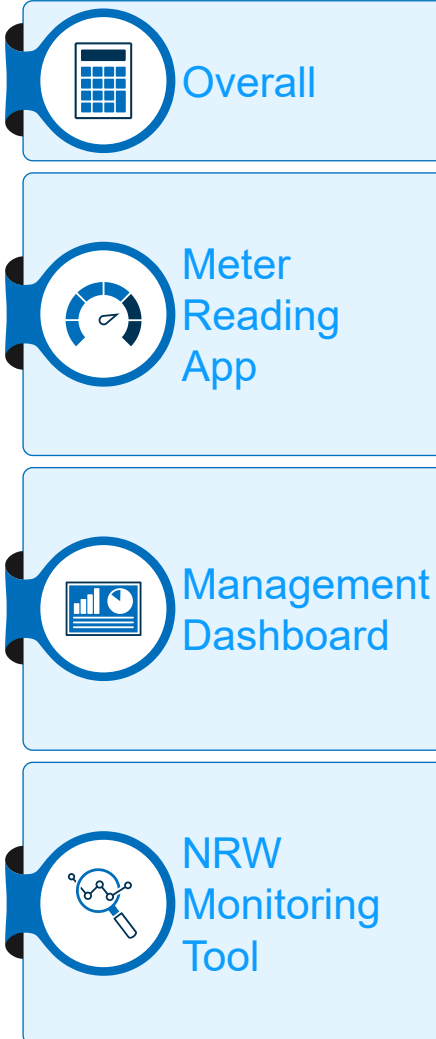 Overall
Meter
Reading
App
Management
Dashboard
NRW
Monitoring
Tool